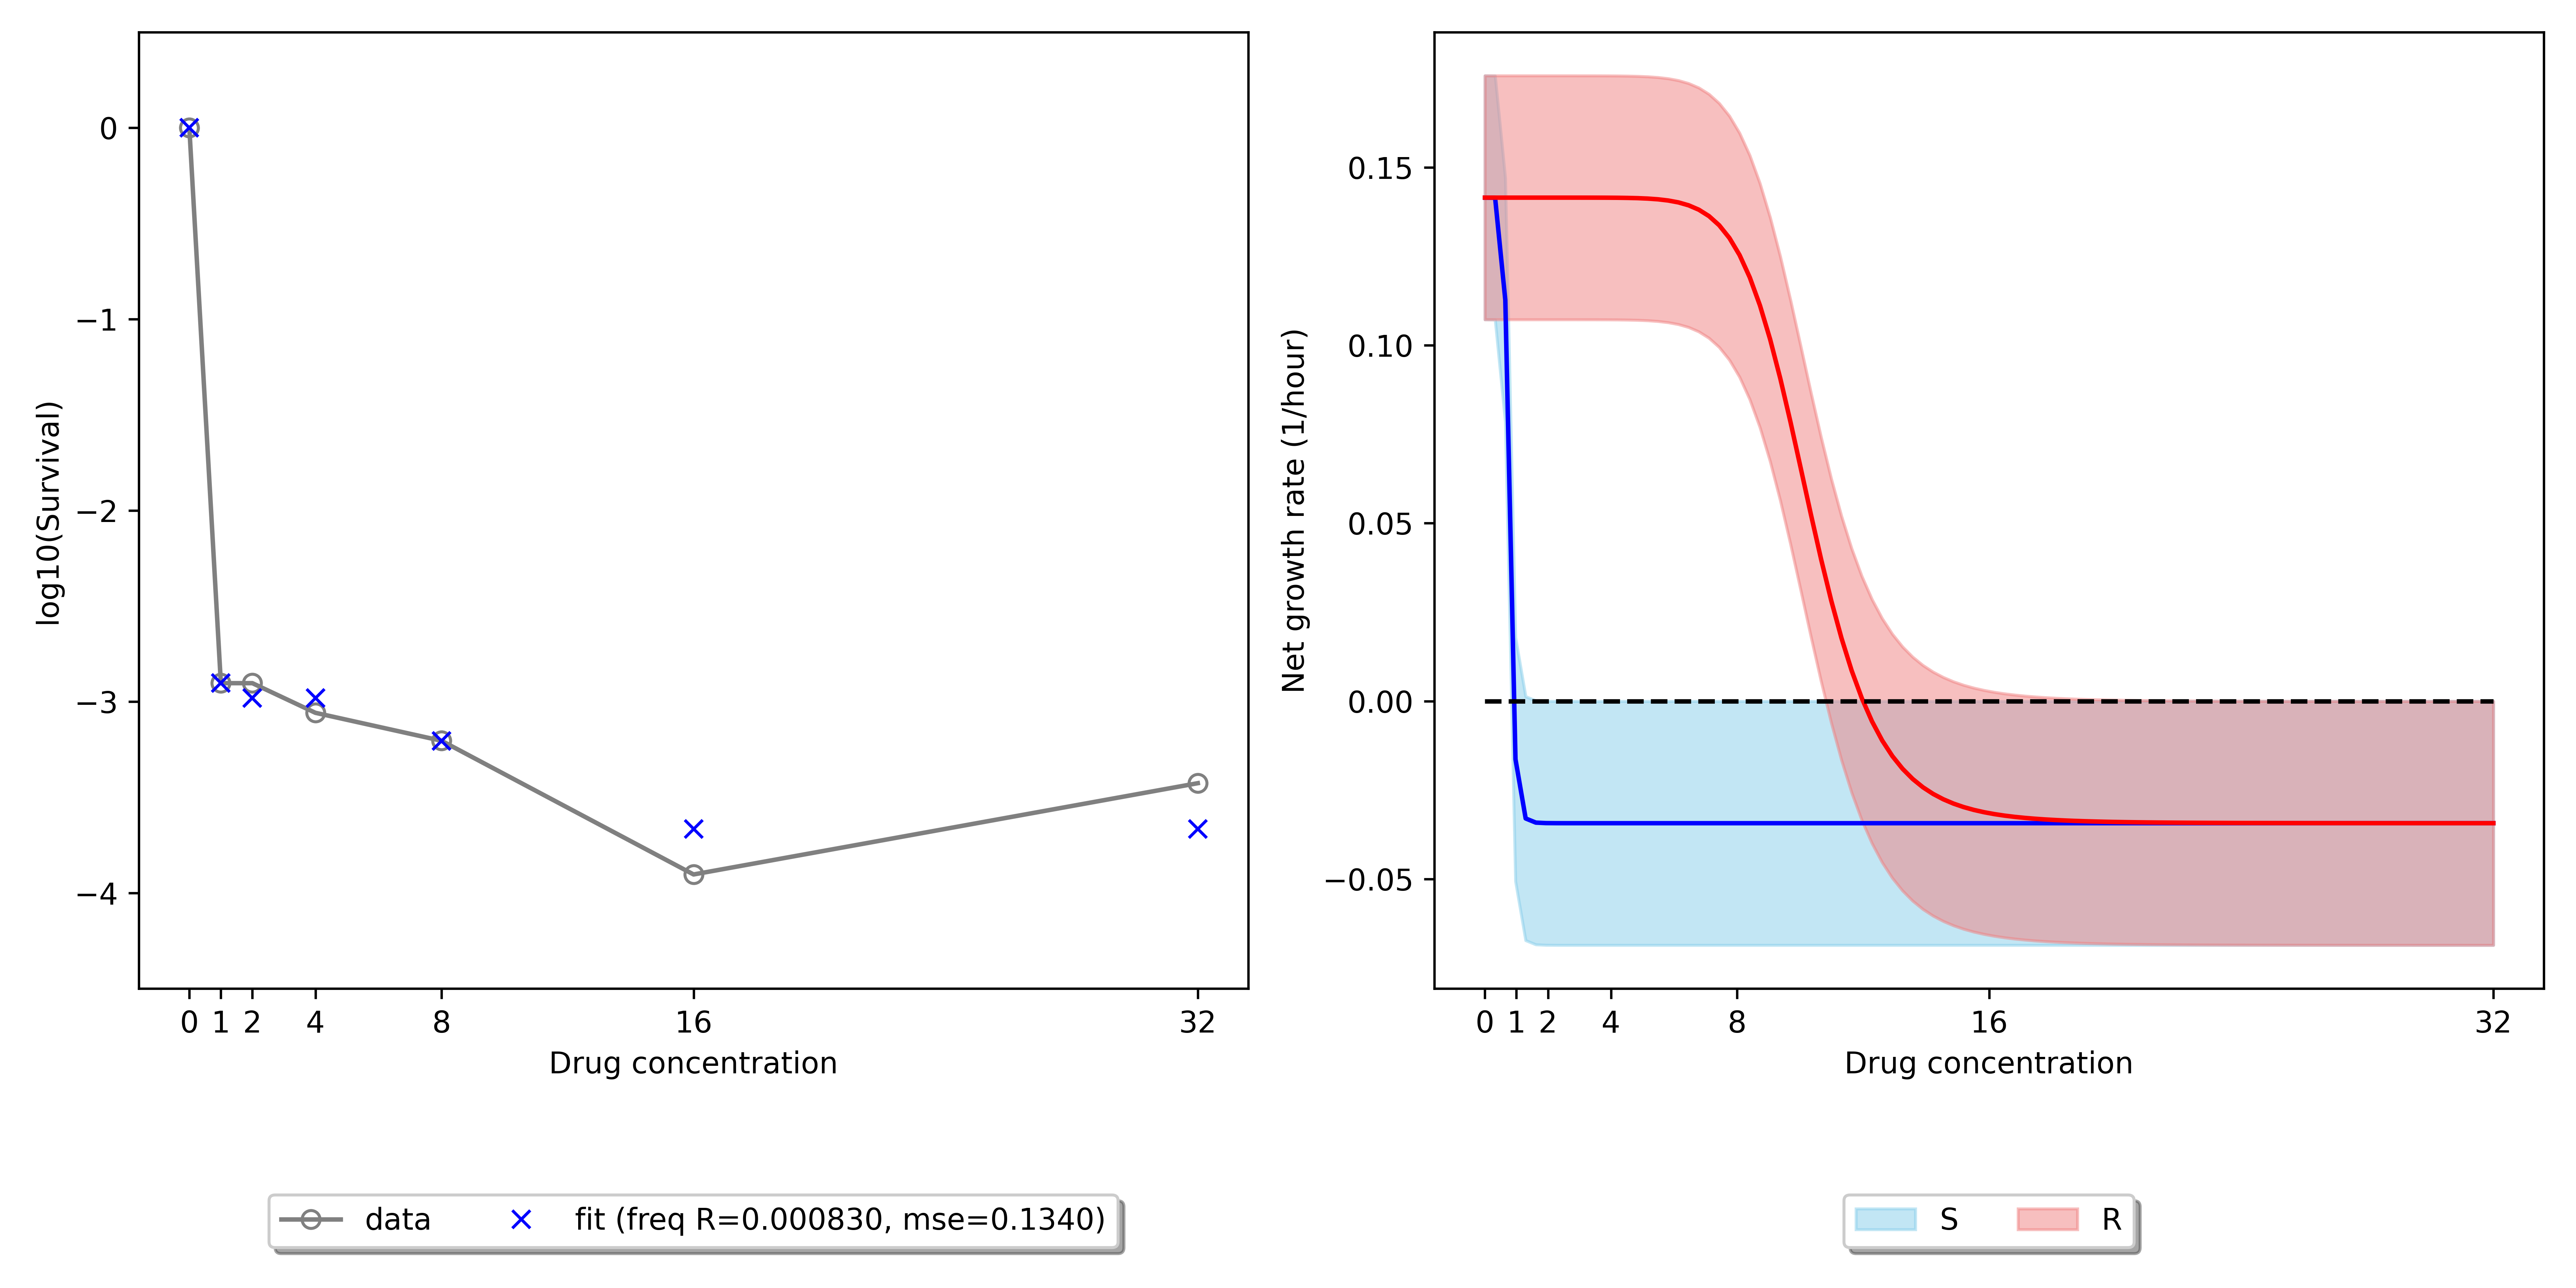 log10(Survival)
0
−1
−2
−3
−4
0 1 2 4 8 16 32
Drug concentration
data fit (freq R=0.000830, mse=0.1340)
Net growth rate (1/hour)
0.15
0.10
0.05
0.00
−0.05
0 1 2 4 8 16 32
Drug concentration
S R